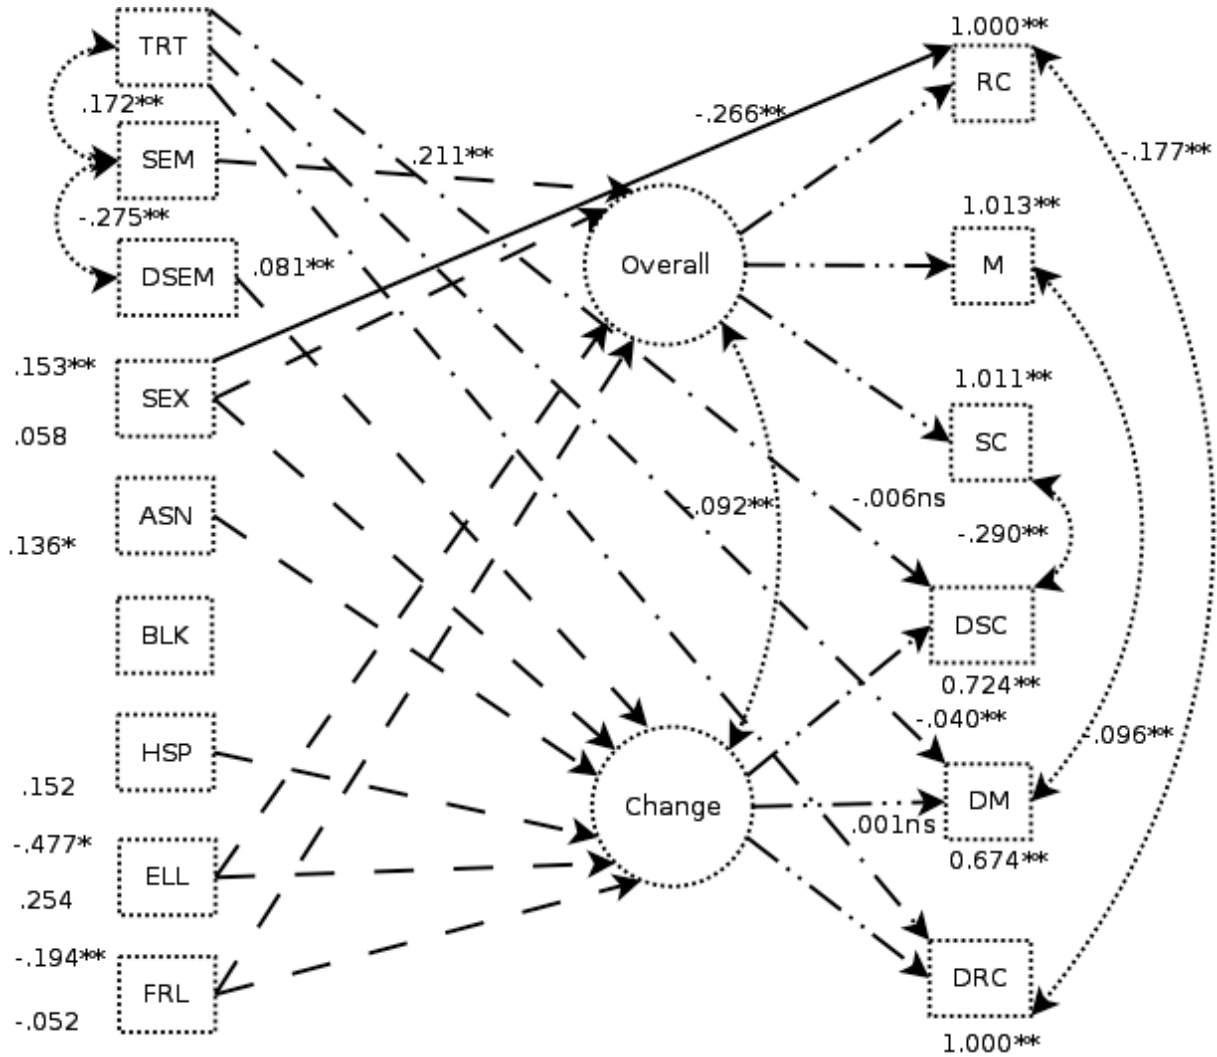 TRT
1.000**
RC
.172**
-.266**
SEM
.211**
-.177**
1.013**
-.275**
DSEM
.081**
Overall
M
.153**
SEX
1.011**
.058
SC
ASN
-.006ns
-.092**
-.290**
.136*
BLK
DSC
0.724**
-.040**
-.096**
HSP
.152
Change
DM
.001ns
-.477*
0.674**
ELL
.254
-.194**
FRL
DRC
-.052
1.000**